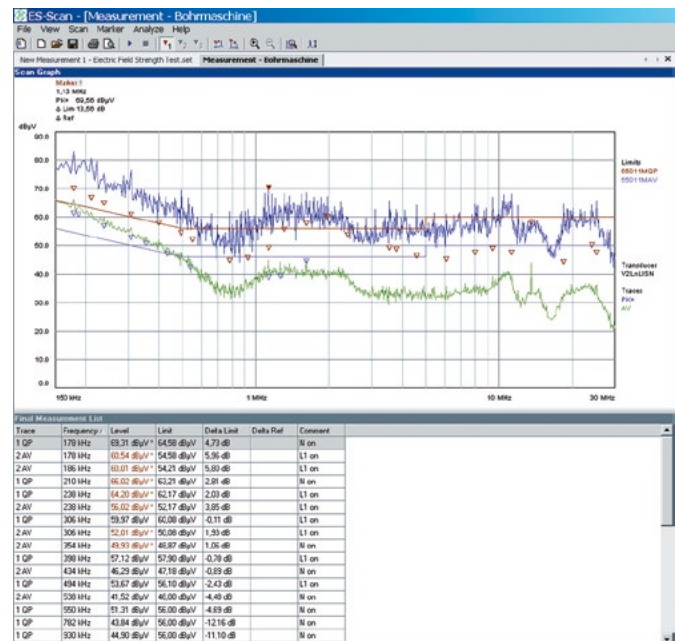 ES-Scan - [Measurement - Bohrmaschine]
File View Scan Marker Analyze Help
New Measurement 1 - Electric Field Strength Test.set Measurement - Bohrmaschine
Scan Graph
Marker 1
1,13 MHz
PK+ 69,56 dBµV
Δ Lim 13,56 dB
Δ Ref
dBµV
90.0
80.0
70.0
60.0
50.0
40.0
30.0
20.0
10.0
0.0
150 kHz 1 MHz 10 MHz 30 MHz
Limits
55011MQP
55011MAV
Transducer
V2LnLISN
Traces
PK+
AV
Final Measurement List
Trace Frequency / Level Limit Delta Limit Delta Ref Comment
1 QP 178 kHz 69,31 dBµV * 64,58 dBµV 4,73 dB N on
2 AV 178 kHz 60,54 dBµV * 54,58 dBµV 5,96 dB L1 on
2 AV 186 kHz 60,01 dBµV * 54,21 dBµV 5,80 dB L1 on
1 QP 210 kHz 66,02 dBµV * 63,21 dBµV 2,81 dB N on
1 QP 238 kHz 64,20 dBµV * 62,17 dBµV 2,03 dB L1 on
2 AV 238 kHz 56,02 dBµV * 52,17 dBµV 3,85 dB L1 on
1 QP 306 kHz 59,97 dBµV 60,08 dBµV -0,11 dB N on
2 AV 306 kHz 52,01 dBµV * 50,08 dBµV 1,93 dB L1 on
2 AV 354 kHz 49,93 dBµV * 48,87 dBµV 1,06 dB N on
1 QP 398 kHz 57,12 dBµV 57,90 dBµV -0,78 dB L1 on
2 AV 434 kHz 46,29 dBµV 47,18 dBµV -0,89 dB N on
1 QP 494 kHz 53,67 dBµV 56,10 dBµV -2,43 dB L1 on
2 AV 538 kHz 41,52 dBµV 46,00 dBµV -4,48 dB N on
1 QP 550 kHz 51,31 dBµV 56,00 dBµV -4,69 dB N on
1 QP 782 kHz 43,84 dBµV 56,00 dBµV -12,16 dB N on
1 QP 930 kHz 44,90 dBµV 56,00 dBµV -11,10 dB N on